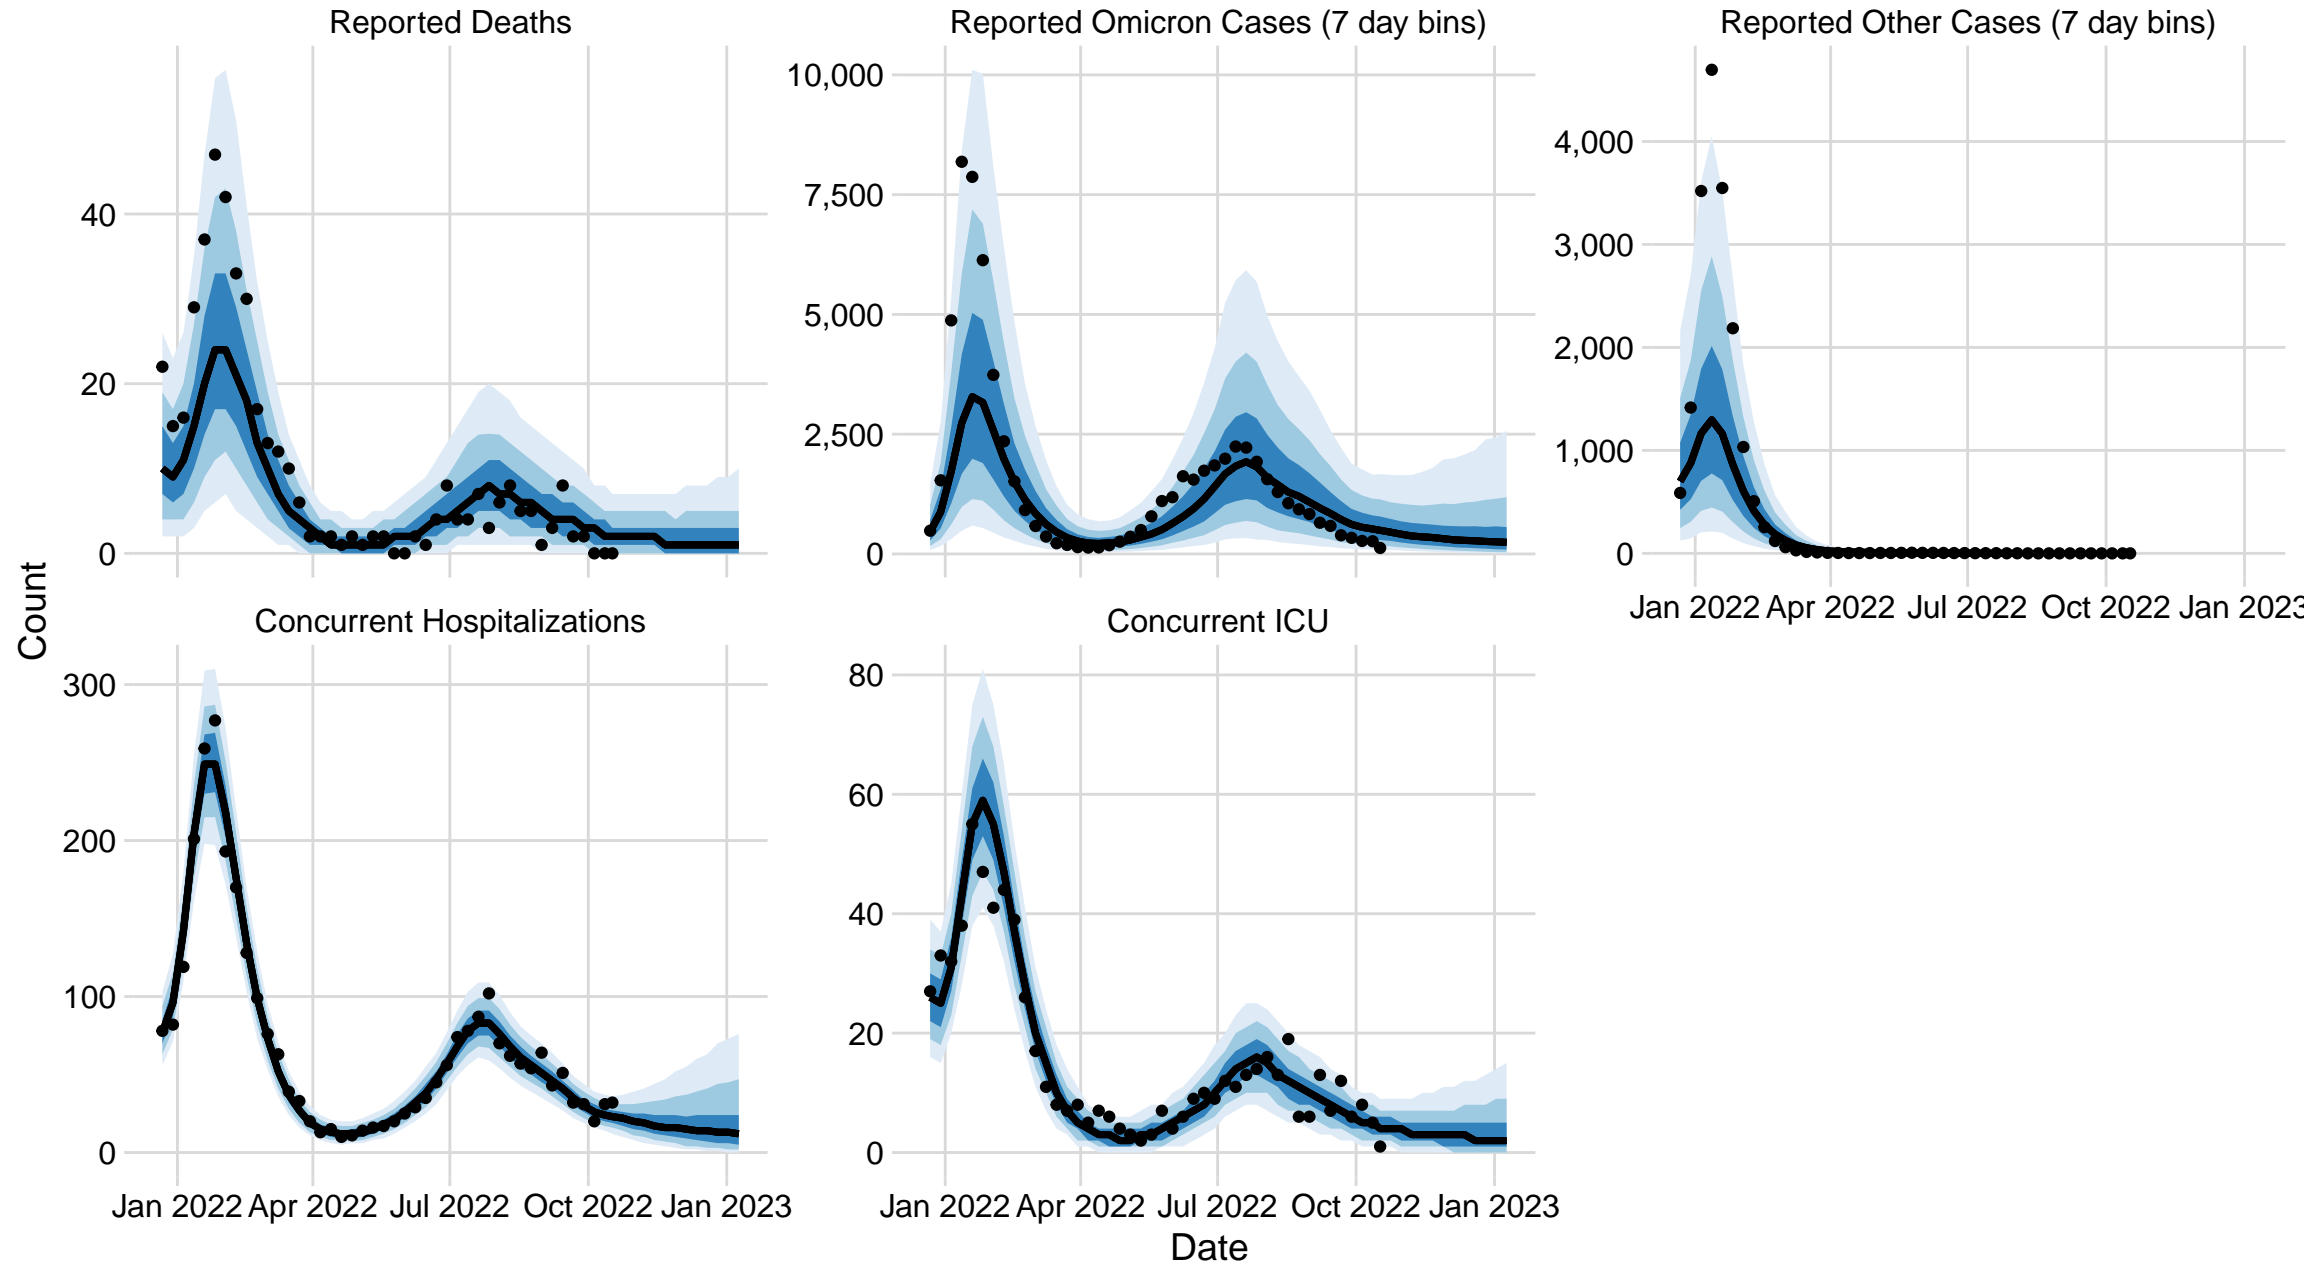 Reported Deaths
Reported Omicron Cases (7 day bins)
Reported Other Cases (7 day bins)
40
20
0
10,000
7,500
5,000
2,500
0
4,000
3,000
2,000
1,000
0
Jan 2022 Apr 2022 Jul 2022 Oct 2022 Jan 2023
Count
Concurrent Hospitalizations
Concurrent ICU
300
200
100
0
80
60
40
20
0
Jan 2022 Apr 2022 Jul 2022 Oct 2022 Jan 2023
Jan 2022 Apr 2022 Jul 2022 Oct 2022 Jan 2023
Date